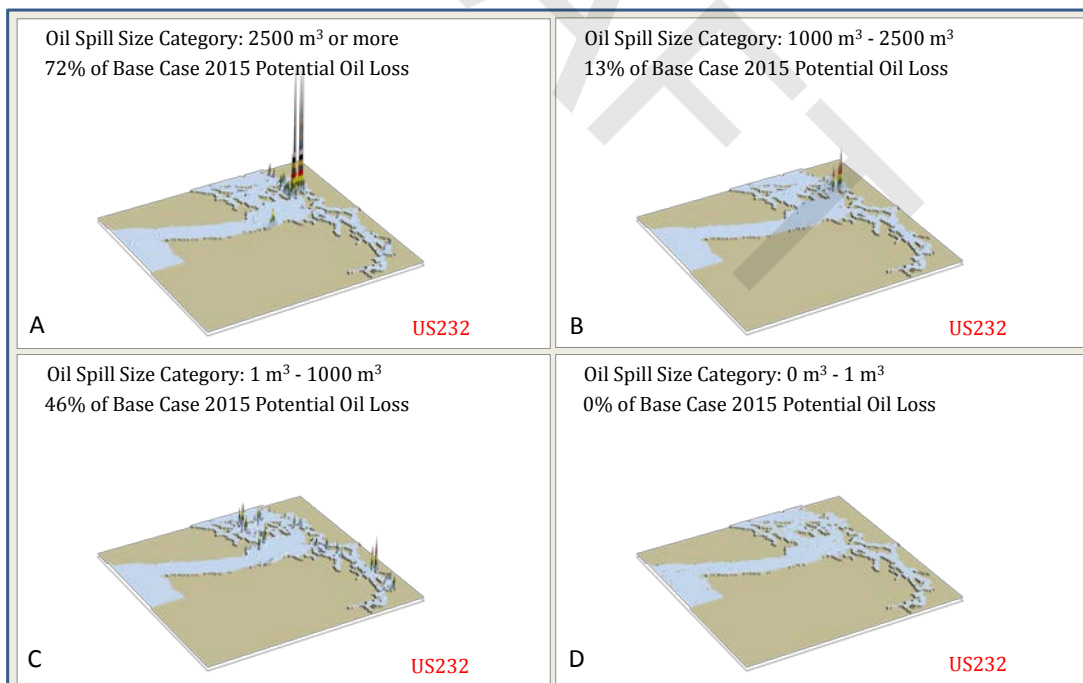 Oil Spill Size Category: 2500 m³ or more
72% of Base Case 2015 Potential Oil Loss
A
US232
Oil Spill Size Category: 1000 m³ - 2500 m³
13% of Base Case 2015 Potential Oil Loss
B
US232
Oil Spill Size Category: 1 m³ - 1000 m³
46% of Base Case 2015 Potential Oil Loss
C
US232
Oil Spill Size Category: 0 m³ - 1 m³
0% of Base Case 2015 Potential Oil Loss
D
US232